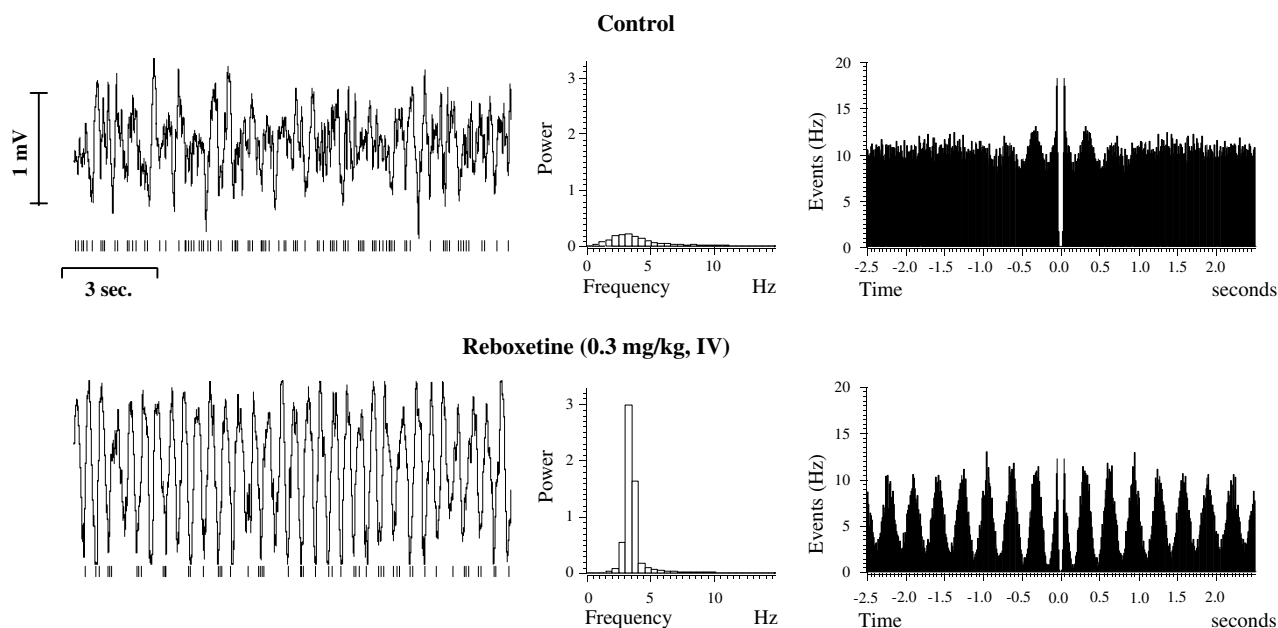 Control
1 mV
3 sec.
Power
3
2
1
0
0 5 10
Frequency Hz
Events (Hz)
20
15
10
5
0
-2.5 -2.0 -1.5 -1.0 -0.5 0.0 0.5 1.0 1.5 2.0
Time seconds
Reboxetine (0.3 mg/kg, IV)
Power
3
2
1
0
0 5 10
Frequency Hz
Events (Hz)
20
15
10
5
0
-2.5 -2.0 -1.5 -1.0 -0.5 0.0 0.5 1.0 1.5 2.0
Time seconds